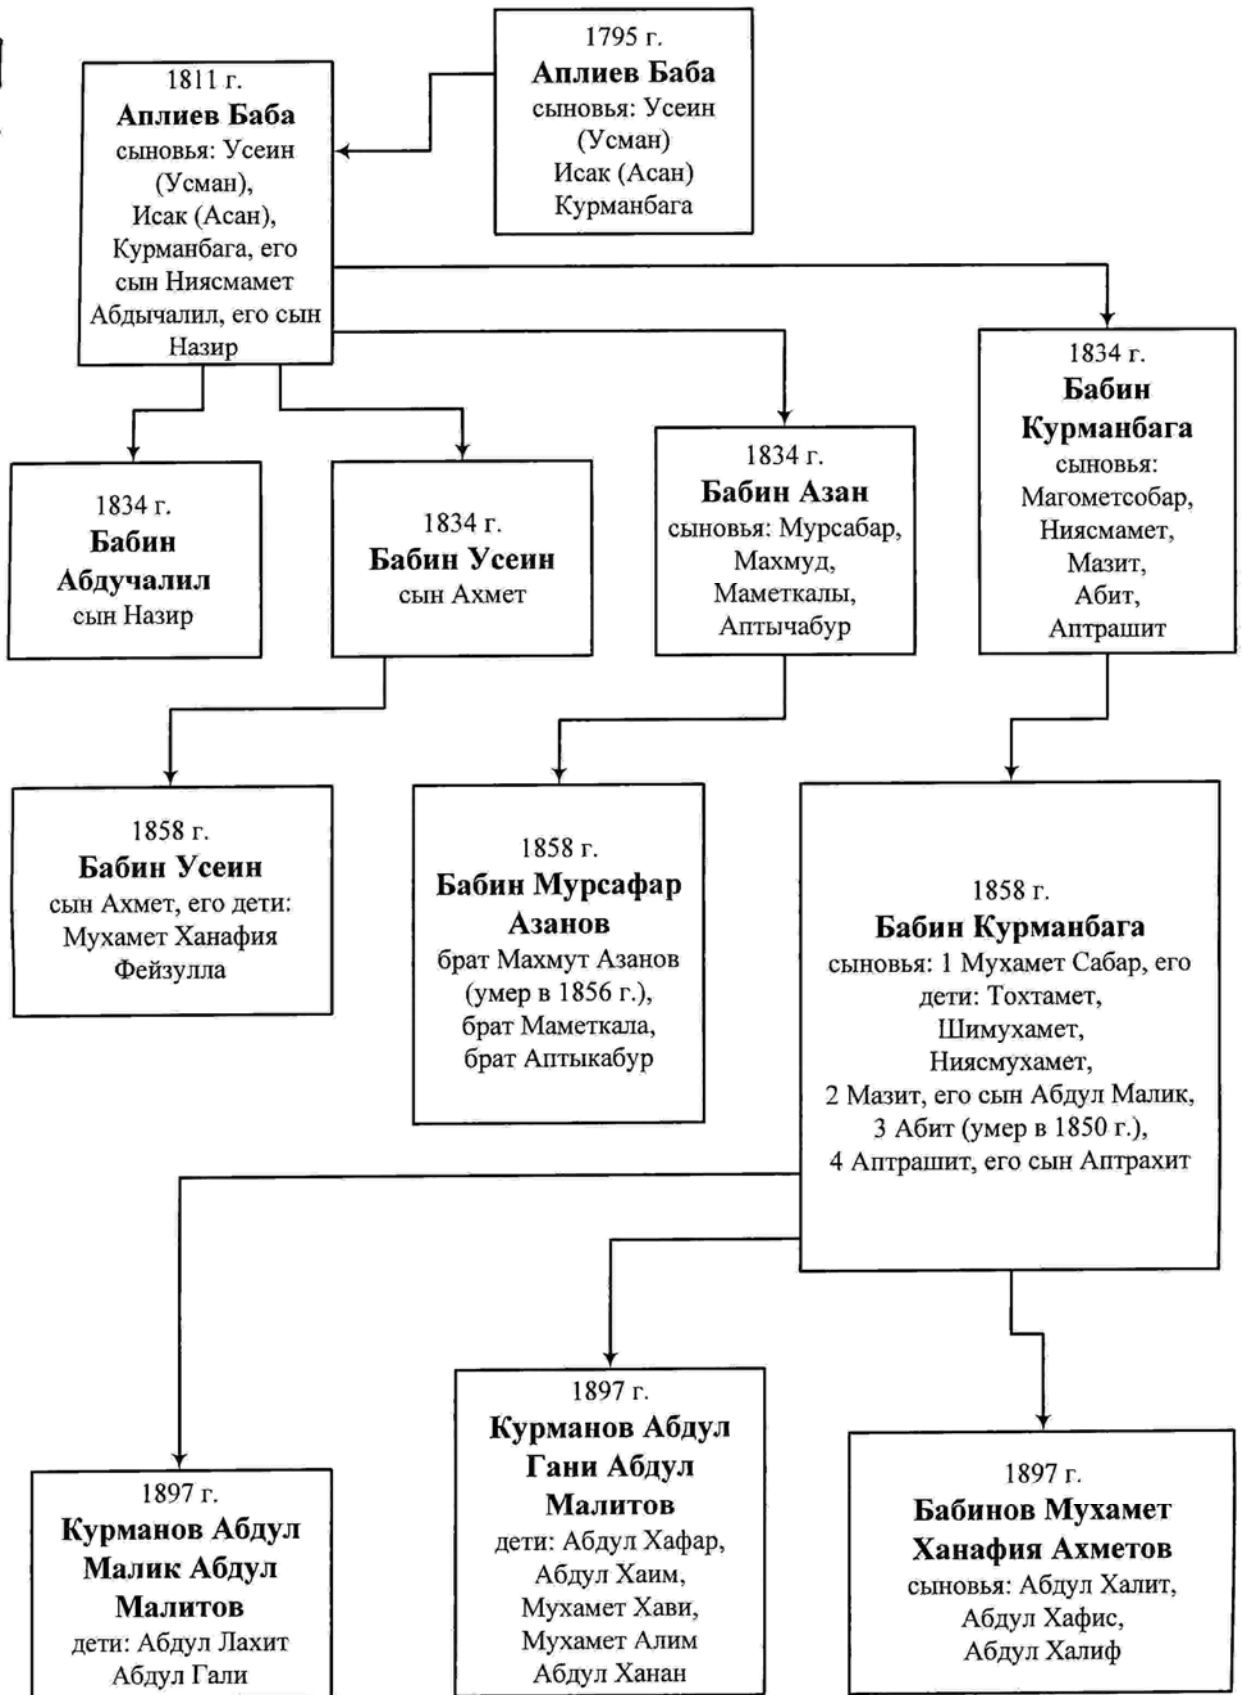 1795 г.
Аплиев Баба
сыновья: Усеин
(Усман)
Исак (Асан)
Курманбага
1811 г.
Аплиев Баба
сыновья: Усеин
(Усман),
Исак (Асан),
Курманбага, его
сын Ниясмамет
Абдычалил, его сын
Назир
1834 г.
Бабин
Абдучалил
сын Назир
1834 г.
Бабин Усеин
сын Ахмет
1834 г.
Бабин Азан
сыновья: Мурсабар,
Махмуд,
Маметкалы,
Аптычабур
1834 г.
Бабин
Курманбага
сыновья:
Магометсобар,
Ниясмамет,
Мазит,
Абит,
Аптрашит
1858 г.
Бабин Усеин
сын Ахмет, его дети:
Мухамет Ханафия
Фейзулла
1858 г.
Бабин Мурсафар
Азанов
брат Махмут Азанов
(умер в 1856 г.),
брат Маметкала,
брат Аптыкабур
1858 г.
Бабин Курманбага
сыновья: 1 Мухамет Сабар, его
дети: Тохтамет,
Шимухамет,
Ниясмухамет,
2 Мазит, его сын Абдул Малик,
3 Абит (умер в 1850 г.),
4 Аптрашит, его сын Аптрахит
1897 г.
Курманов Абдул
Малик Абдул
Малитов
дети: Абдул Лахит
Абдул Гали
1897 г.
Курманов Абдул
Гани Абдул
Малитов
дети: Абдул Хафар,
Абдул Хаим,
Мухамет Хави,
Мухамет Алим
Абдул Ханан
1897 г.
Бабинов Мухамет
Ханафия Ахметов
сыновья: Абдул Халит,
Абдул Хафис,
Абдул Халиф